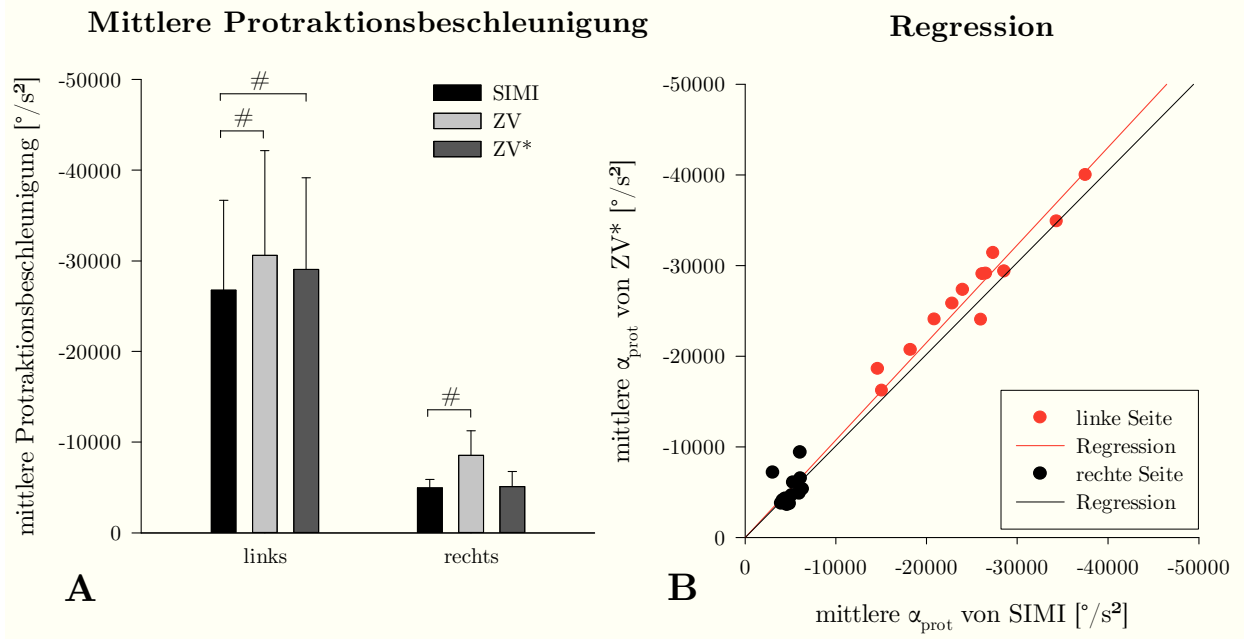 Mittlere Protraktionsbeschleunigung
mittlere Protraktionsbeschleunigung [°/s²]
-50000
-40000
-30000
-20000
-10000
0
#
#
#
SIMI
ZV
ZV*
links
rechts
A
Regression
mittlere α_prot von ZV* [°/s²]
-50000
-40000
-30000
-20000
-10000
0
linke Seite
Regression
rechte Seite
Regression
0 -10000 -20000 -30000 -40000 -50000
mittlere α_prot von SIMI [°/s²]
B